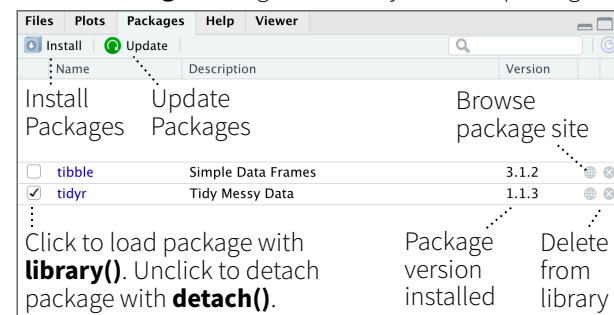 Files Plots Packages Help Viewer
Install Update
Name Description Version
Install Update Browse
Packages Packages package site
tibble Simple Data Frames 3.1.2
tidyr Tidy Messy Data 1.1.3
Click to load package with
library(). Unclick to detach
package with detach().
Package
version
installed
Delete
from
library